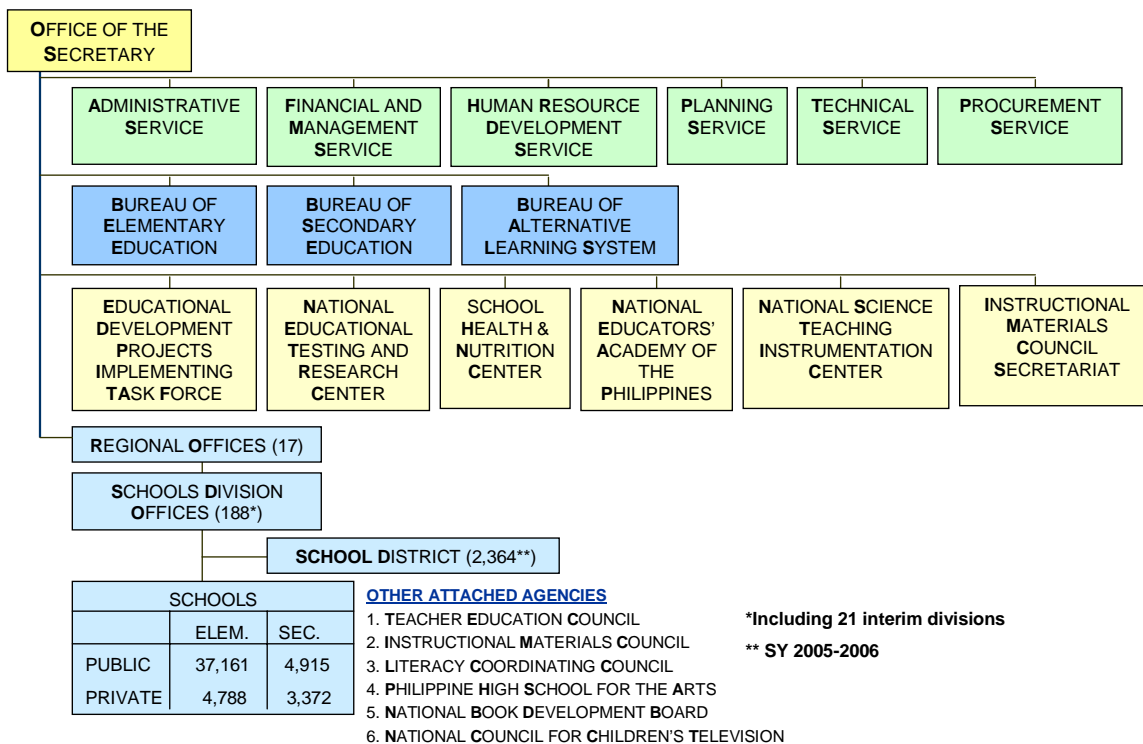 OFFICE OF THE
SECRETARY
ADMINISTRATIVE
SERVICE
FINANCIAL AND
MANAGEMENT
SERVICE
HUMAN RESOURCE
DEVELOPMENT
SERVICE
PLANNING
SERVICE
TECHNICAL
SERVICE
PROCUREMENT
SERVICE
BUREAU OF
ELEMENTARY
EDUCATION
BUREAU OF
SECONDARY
EDUCATION
BUREAU OF
ALTERNATIVE
LEARNING SYSTEM
EDUCATIONAL
DEVELOPMENT
PROJECTS
IMPLEMENTING
TASK FORCE
NATIONAL
EDUCATIONAL
TESTING AND
RESEARCH
CENTER
SCHOOL
HEALTH &
NUTRITION
CENTER
NATIONAL
EDUCATORS'
ACADEMY OF
THE
PHILIPPINES
NATIONAL SCIENCE
TEACHING
INSTRUMENTATION
CENTER
INSTRUCTIONAL
MATERIALS
COUNCIL
SECRETARIAT
REGIONAL OFFICES (17)
SCHOOLS DIVISION
OFFICES (188*)
SCHOOL DISTRICT (2,364**)
SCHOOLS
ELEM. SEC.
PUBLIC 37,161 4,915
PRIVATE 4,788 3,372
OTHER ATTACHED AGENCIES
1. TEACHER EDUCATION COUNCIL
2. INSTRUCTIONAL MATERIALS COUNCIL
3. LITERACY COORDINATING COUNCIL
4. PHILIPPINE HIGH SCHOOL FOR THE ARTS
5. NATIONAL BOOK DEVELOPMENT BOARD
6. NATIONAL COUNCIL FOR CHILDREN'S TELEVISION
*Including 21 interim divisions
** SY 2005-2006